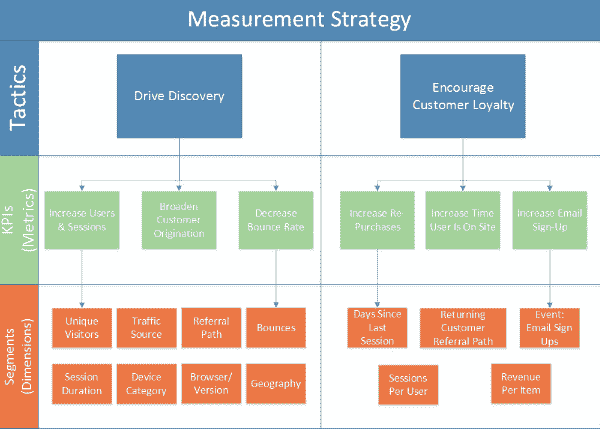 Measurement Strategy
Tactics
Drive Discovery
Encourage
Customer Loyalty
KPIs
(Metrics)
Increase Users
& Sessions
Broaden
Customer
Origination
Decrease
Bounce Rate
Increase Re-
Purchases
Increase Time
User Is On Site
Increase Email
Sign-Up
Segments
(Dimensions)
Unique
Visitors
Traffic
Source
Referral
Path
Bounces
Days Since
Last
Session
Returning
Customer
Referral Path
Event:
Email Sign
Ups
Session
Duration
Device
Category
Browser/
Version
Geography
Sessions
Per User
Revenue
Per Item